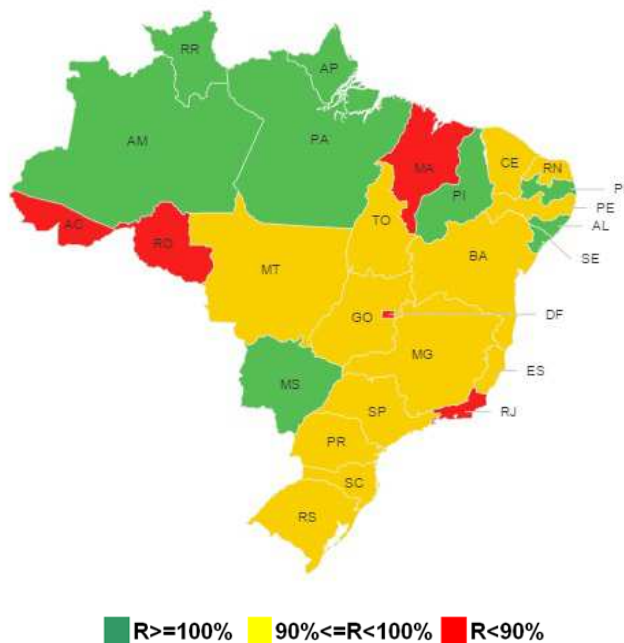 RR
AP
AM
PA
MA
CE
RN
P
PI
PE
AC
TO
AL
RO
BA
SE
MT
GO
DF
MG
ES
MS
SP
RJ
PR
SC
RS
R>=100% 90%<=R<100% R<90%